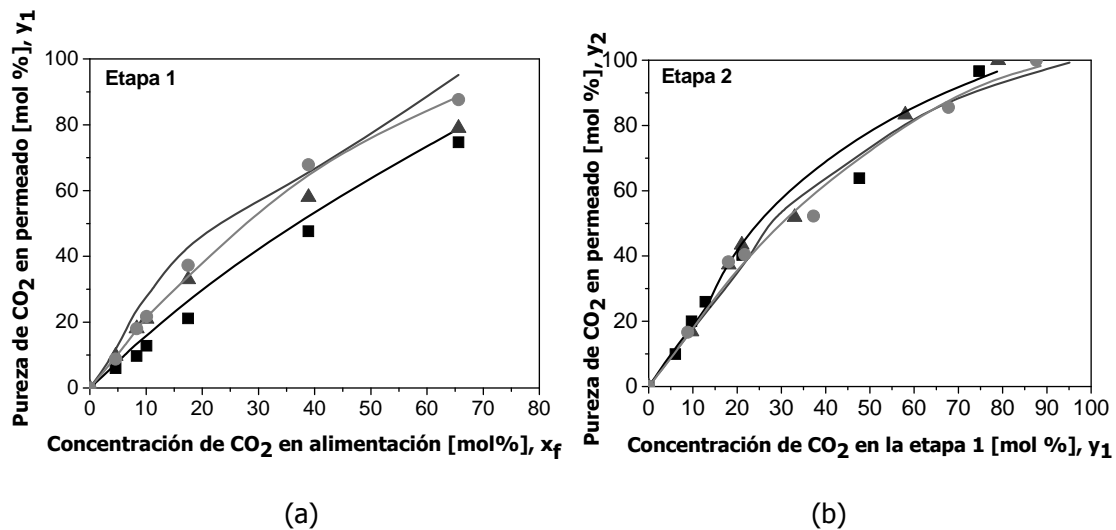 Etapa 1
Pureza de CO2 en permeado [mol %], y1
100
80
60
40
20
0
0 10 20 30 40 50 60 70 80
Concentración de CO2 en alimentación [mol%], xf
(a)
Etapa 2
Pureza de CO2 en permeado [mol %], y2
100
80
60
40
20
0
0 10 20 30 40 50 60 70 80 90 100
Concentración de CO2 en la etapa 1 [mol %], y1
(b)